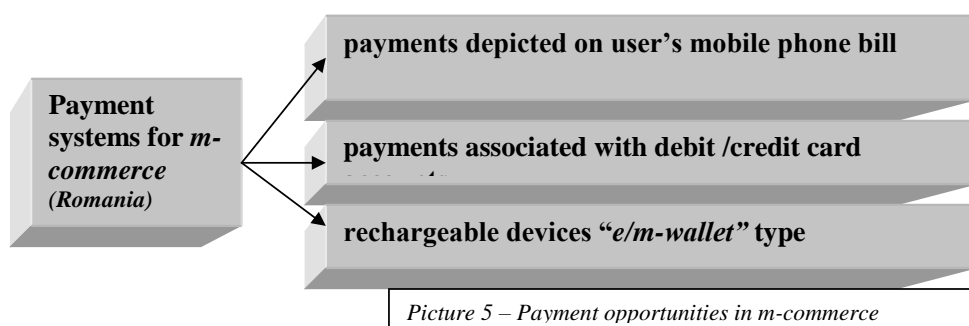 Payment
systems for m-
commerce
(Romania)
payments depicted on user's mobile phone bill
payments associated with debit /credit card
rechargeable devices “e/m-wallet” type
Picture 5 – Payment opportunities in m-commerce